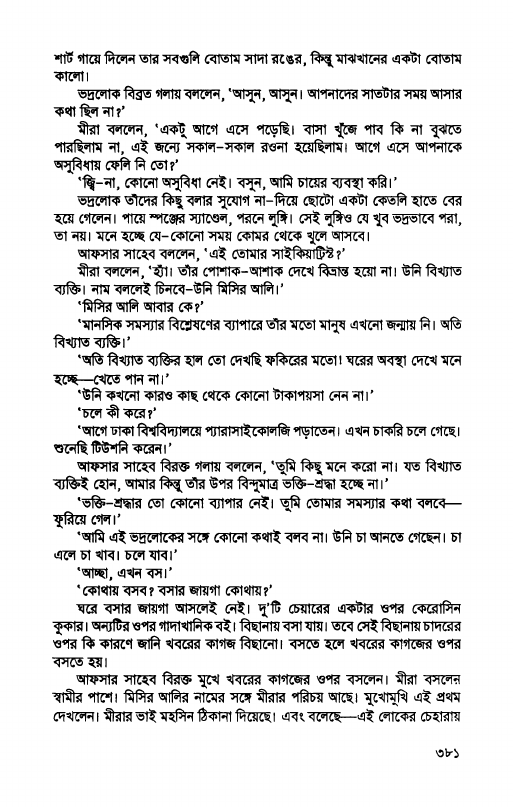 শার্ট গায়ে দিলেন তার সবগুলি বোতাম সাদা রঙের, কিন্তু মাঝখানের একটা বোতাম
কালো।
ভদ্রলোক বিব্রত গলায় বললেন, ‘আসুন, আসুন। আপনাদের সাতটার সময় আসার
কথা ছিল না?’
মীরা বললেন, ‘একটু আগে এসে পড়েছি। বাসা খুঁজে পাব কি না বুঝতে
পারছিলাম না, এই জন্যে সকাল-সকাল রওনা হয়েছিলাম। আগে এসে আপনাকে
অসুবিধায় ফেলি নি তো?’
‘জ্বি-না, কোনো অসুবিধা নেই। বসুন, আমি চায়ের ব্যবস্থা করি।’
ভদ্রলোক তাঁদের কিছু বলার সুযোগ না-দিয়ে ছোটো একটা কেতলি হাতে বের
হয়ে গেলেন। পায়ে স্পঞ্জের স্যাণ্ডেল, পরনে লুঙ্গি। সেই লুঙ্গিও যে খুব ভদ্রভাবে পরা,
তা নয়। মনে হচ্ছে যে-কোনো সময় কোমর থেকে খুলে আসবে।
আফসার সাহেব বললেন, ‘এই তোমার সাইকিয়াটিস্ট?’
মীরা বললেন, ‘হ্যাঁ। তাঁর পোশাক-আশাক দেখে বিভ্রান্ত হয়ো না। উনি বিখ্যাত
ব্যক্তি। নাম বললেই চিনবে-উনি মিসির আলি।’
‘মিসির আলি আবার কে?’
‘মানসিক সমস্যার বিশ্লেষণের ব্যাপারে তাঁর মতো মানুষ এখনো জন্মায় নি। অতি
বিখ্যাত ব্যক্তি।’
‘অতি বিখ্যাত ব্যক্তির হাল তো দেখছি ফকিরের মতো! ঘরের অবস্থা দেখে মনে
হচ্ছে—খেতে পান না।’
‘উনি কখনো কারও কাছ থেকে কোনো টাকাপয়সা নেন না।’
‘চলে কী করে?’
‘আগে ঢাকা বিশ্ববিদ্যালয়ে প্যারাসাইকোলজি পড়াতেন। এখন চাকরি চলে গেছে।
শুনেছি টিউশনি করেন।’
আফসার সাহেব বিরক্ত গলায় বললেন, ‘তুমি কিছু মনে করো না। যত বিখ্যাত
ব্যক্তিই হোন, আমার কিন্তু তাঁর উপর বিন্দুমাত্র ভক্তি-শ্রদ্ধা হচ্ছে না।’
‘ভক্তি-শ্রদ্ধার তো কোনো ব্যাপার নেই। তুমি তোমার সমস্যার কথা বলবে—
ফুরিয়ে গেল।’
‘আমি এই ভদ্রলোকের সঙ্গে কোনো কথাই বলব না। উনি চা আনতে গেছেন। চা
এলে চা খাব। চলে যাব।’
‘আচ্ছা, এখন বস।’
‘কোথায় বসব? বসার জায়গা কোথায়?’
ঘরে বসার জায়গা আসলেই নেই। দু’টি চেয়ারের একটার ওপর কেরোসিন
কুকার। অন্যটির ওপর গাদাখানিক বই। বিছানায় বসা যায়। তবে সেই বিছানায় চাদরের
ওপর কি কারণে জানি খবরের কাগজ বিছানো। বসতে হলে খবরের কাগজের ওপর
বসতে হয়।
আফসার সাহেব বিরক্ত মুখে খবরের কাগজের ওপর বসলেন। মীরা বসলেন
স্বামীর পাশে। মিসির আলির নামের সঙ্গে মীরার পরিচয় আছে। মুখোমুখি এই প্রথম
দেখলেন। মীরার ভাই মহসিন ঠিকানা দিয়েছে। এবং বলেছে—এই লোকের চেহারায়
৩৮১